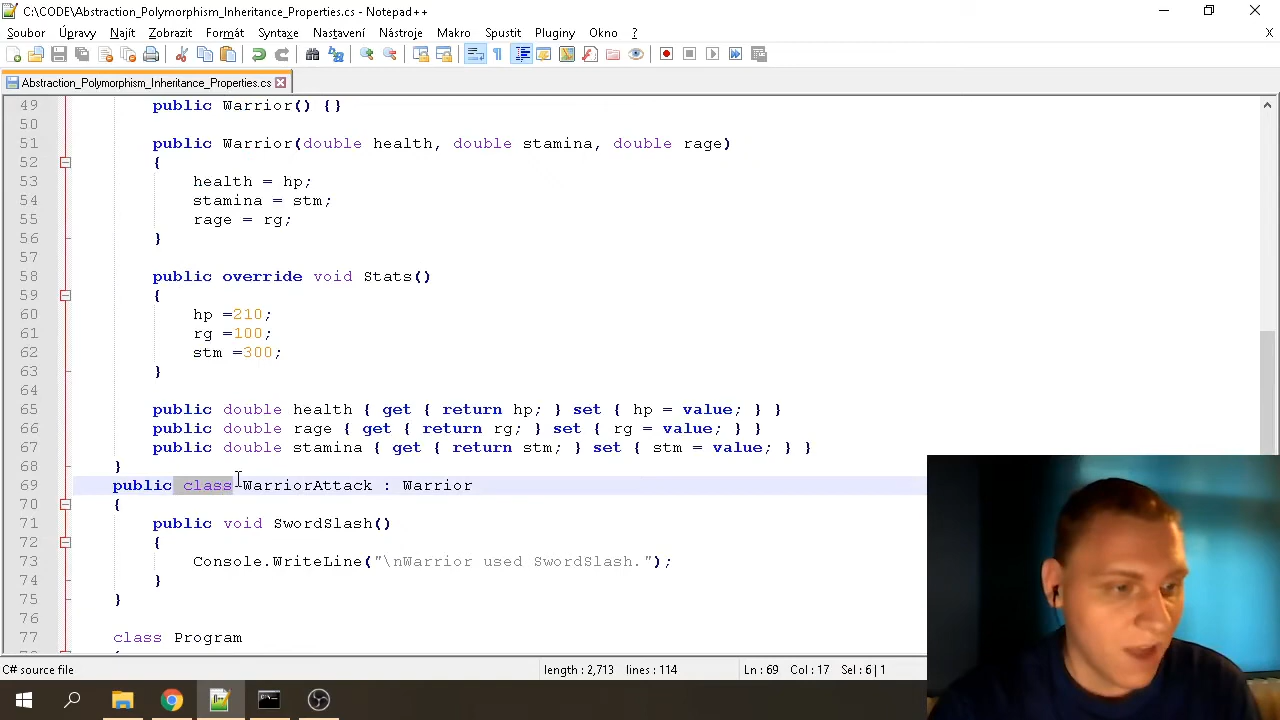 C:\CODE\Abstraction_Polymorphism_Inheritance_Properties.cs - Notepad++
Soubor Úpravy Najít Zobrazit Formát Syntaxe Nastavení Nástroje Makro Spustit Pluginy Okno ? X
Abstraction_Polymorphism_Inheritance_Properties.cs
49 public Warrior() {}
50
51 public Warrior(double health, double stamina, double rage)
52 {
53 health = hp;
54 stamina = stm;
55 rage = rg;
56 }
57
58 public override void Stats()
59 {
60 hp =210;
61 rg =100;
62 stm =300;
63 }
64
65 public double health { get { return hp; } set { hp = value; } }
66 public double rage { get { return rg; } set { rg = value; } }
67 public double stamina { get { return stm; } set { stm = value; } }
68 }
69 public class WarriorAttack : Warrior
70 {
71 public void SwordSlash()
72 {
73 Console.WriteLine("\nWarrior used SwordSlash.");
74 }
75 }
76
77 class Program
C# source file length : 2,713 lines : 114 Ln : 69 Col : 17 Sel : 6 | 1